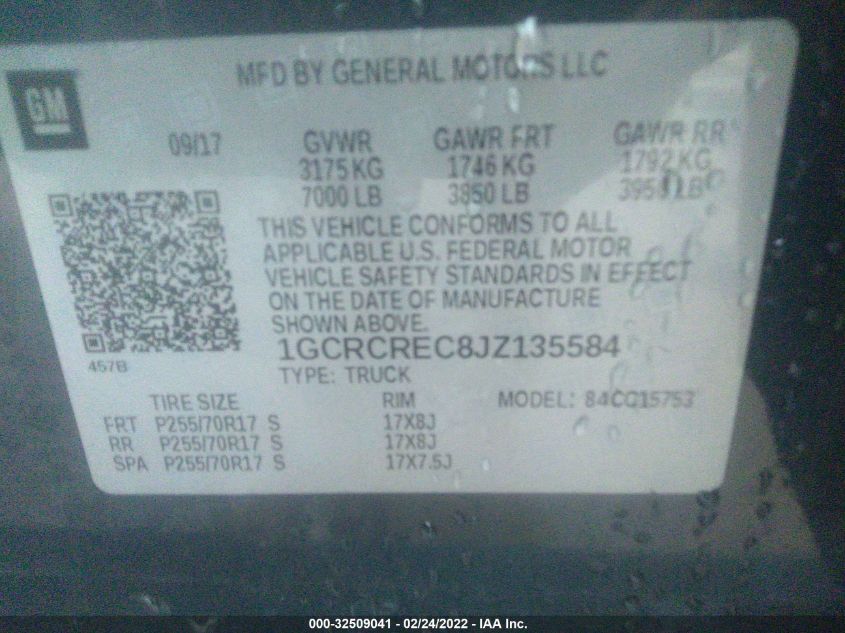 MFD BY GENERAL MOTORS LLC
GM
09/17 GVWR GAWR FRT GAWR RR
3175 KG 1746 KG 1792 KG
7000 LB 3850 LB 3950 LB
THIS VEHICLE CONFORMS TO ALL
APPLICABLE U.S. FEDERAL MOTOR
VEHICLE SAFETY STANDARDS IN EFFECT
ON THE DATE OF MANUFACTURE
SHOWN ABOVE.
1GCRCREC8JZ135584
457B
TYPE: TRUCK
TIRE SIZE RIM MODEL: 84CC15753
FRT P255/70R17 S 17X8J
RR P255/70R17 S 17X8J
SPA P255/70R17 S 17X7.5J
000-32509041 - 02/24/2022 - IAA Inc.